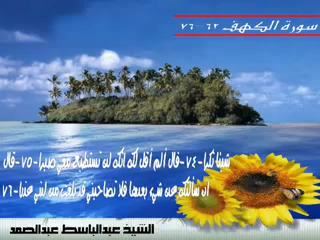 سورة الكهف ٦٢ - ٧٦
شيئا نكرا-٧٤-قال ألم أقل لك إنك لن تستطيع معي صبرا-٧٥-قال
ان سألتك عن شيء بعدها فلا تصاحبني قد بلغت من لدني عذرا-٧٦
الشيخ عبدالباسط عبدالصمد